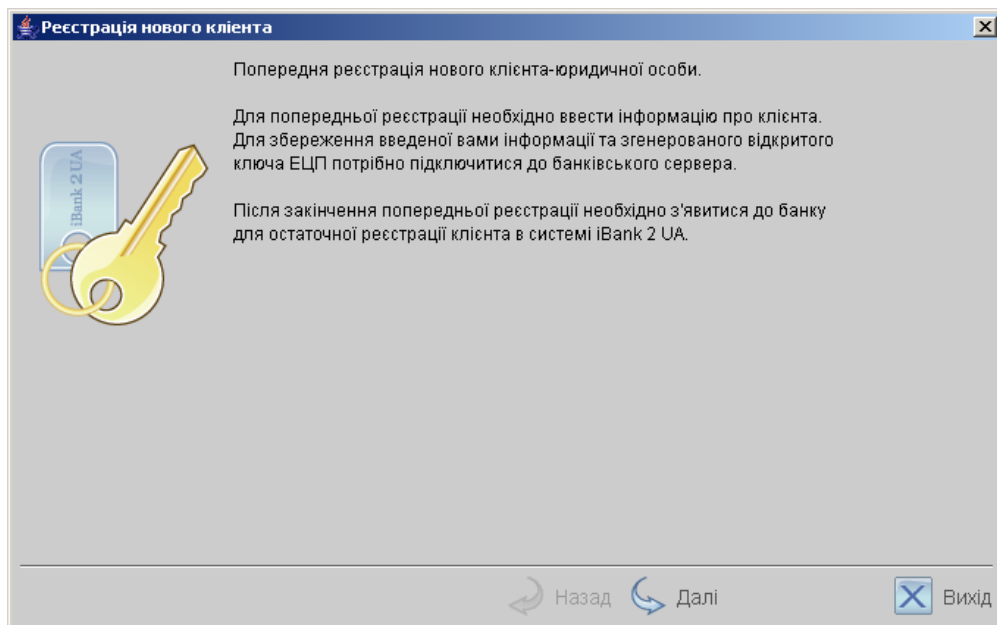 Реєстрація нового клієнта
Попередня реєстрація нового клієнта-юридичної особи.
Для попередньої реєстрації необхідно ввести інформацію про клієнта.
Для збереження введеної вами інформації та згенерованого відкритого
ключа ЕЦП потрібно підключитися до банківського сервера.
Після закінчення попередньої реєстрації необхідно з'явитися до банку
для остаточної реєстрації клієнта в системі iBank 2 UA.
iBank 2 UA
Назад
Далі
Вихід